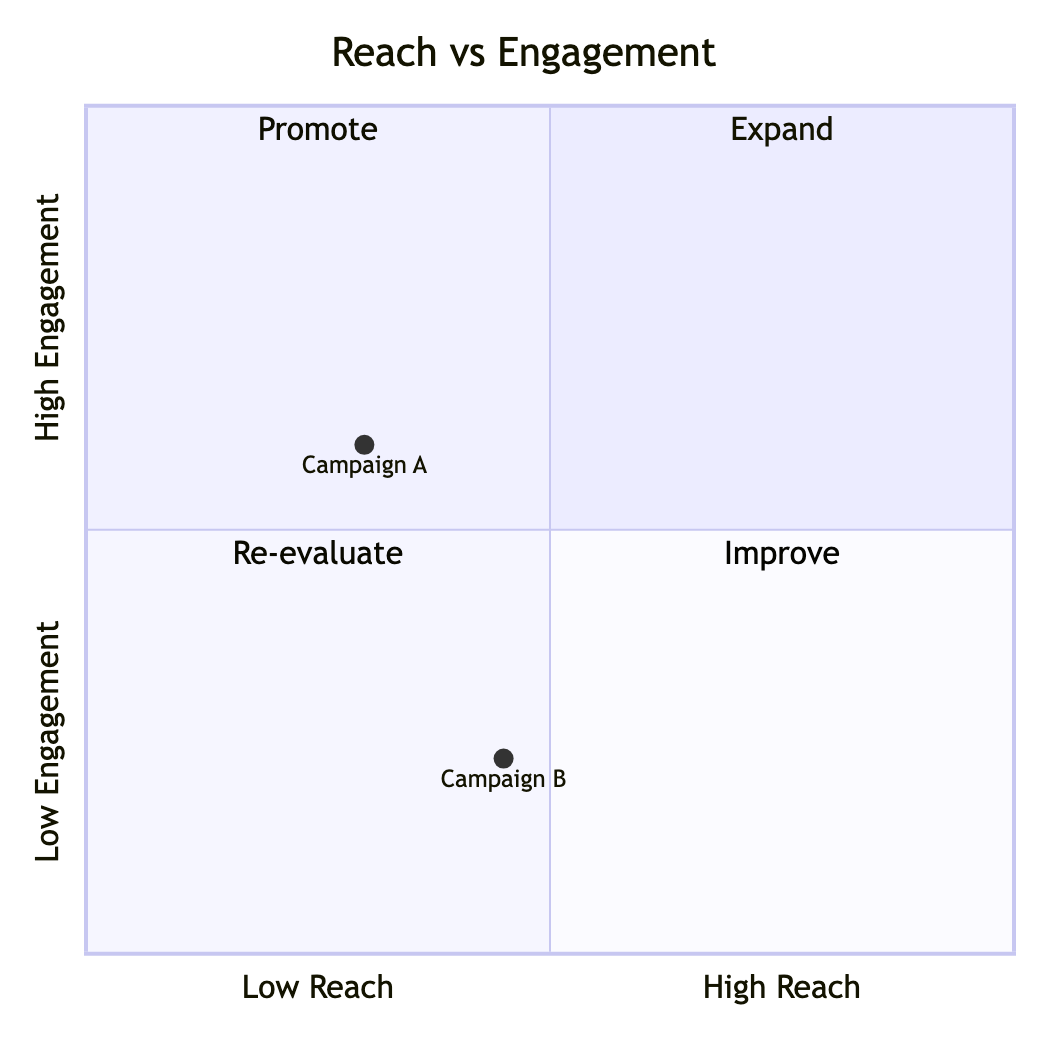 Reach vs Engagement
Promote
Expand
High Engagement
Campaign A
Re-evaluate
Improve
Low Engagement
Campaign B
Low Reach
High Reach